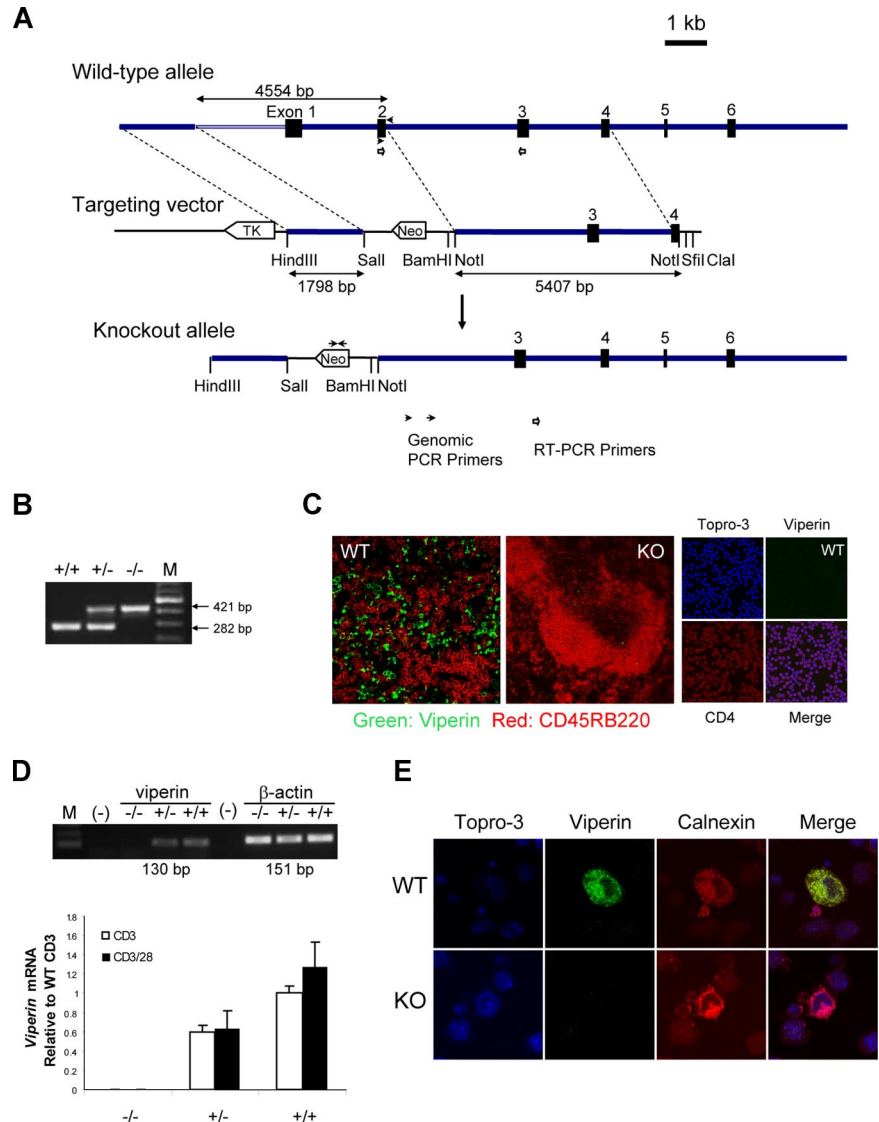 A
1 kb
Wild-type allele
4554 bp
Exon 1 2 3 4 5 6
Targeting vector
TK Neo 3 4
HindIII SalI BamHI NotI NotI SfiI ClaI
1798 bp 5407 bp
Knockout allele
Neo 3 4 5 6
HindIII SalI BamHI NotI
Genomic
PCR Primers
RT-PCR Primers
B
+/+ +/- -/- M
421 bp
282 bp
C
WT KO
Green: Viperin Red: CD45RB220
Topro-3 Viperin
WT
CD4 Merge
D
viperin β-actin
M (-) -/- +/- +/+ (-) -/- +/- +/+
130 bp 151 bp
Viperin mRNA
Relative to WT CD3
1.8
1.6
1.4
1.2
1
0.8
0.6
0.4
0.2
0
CD3
CD3/28
-/- +/- +/+
E
Topro-3 Viperin Calnexin Merge
WT
KO